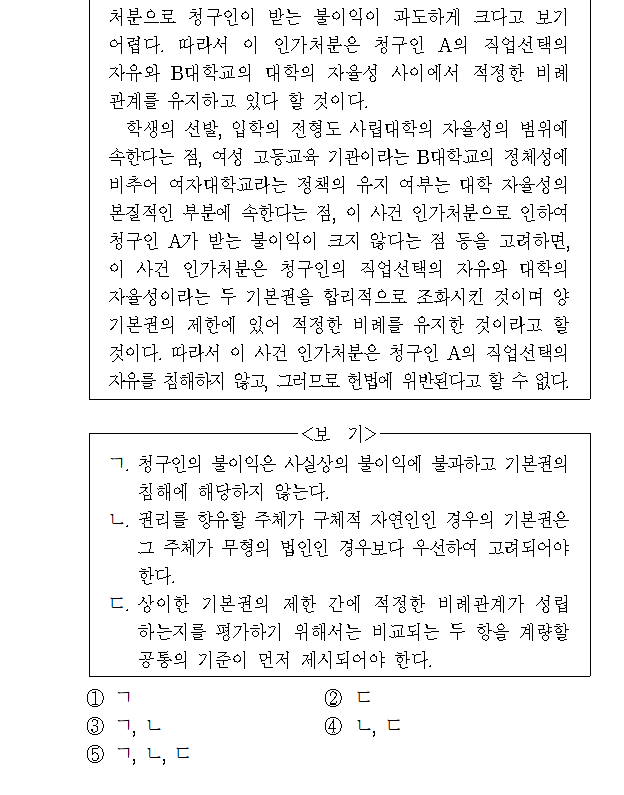 처분으로 청구인이 받는 불이익이 과도하게 크다고 보기
어렵다. 따라서 이 인가처분은 청구인 A의 직업선택의
자유와 B대학교의 대학의 자율성 사이에서 적정한 비례
관계를 유지하고 있다 할 것이다.
학생의 선발, 입학의 전형도 사립대학의 자율성의 범위에
속한다는 점, 여성 고등교육 기관이라는 B대학교의 정체성에
비추어 여자대학교라는 정책의 유지 여부는 대학 자율성의
본질적인 부분에 속한다는 점, 이 사건 인가처분으로 인하여
청구인 A가 받는 불이익이 크지 않다는 점 등을 고려하면,
이 사건 인가처분은 청구인의 직업선택의 자유와 대학의
자율성이라는 두 기본권을 합리적으로 조화시킨 것이며 양
기본권의 제한에 있어 적정한 비례를 유지한 것이라고 할
것이다. 따라서 이 사건 인가처분은 청구인 A의 직업선택의
자유를 침해하지 않고, 그러므로 헌법에 위반된다고 할 수 없다.
<보 기>
ㄱ. 청구인의 불이익은 사실상의 불이익에 불과하고 기본권의
침해에 해당하지 않는다.
ㄴ. 권리를 향유할 주체가 구체적 자연인인 경우의 기본권은
그 주체가 무형의 법인인 경우보다 우선하여 고려되어야
한다.
ㄷ. 상이한 기본권의 제한 간에 적정한 비례관계가 성립
하는지를 평가하기 위해서는 비교되는 두 항을 계량할
공통의 기준이 먼저 제시되어야 한다.
① ㄱ ② ㄷ
③ ㄱ, ㄴ ④ ㄴ, ㄷ
⑤ ㄱ, ㄴ, ㄷ